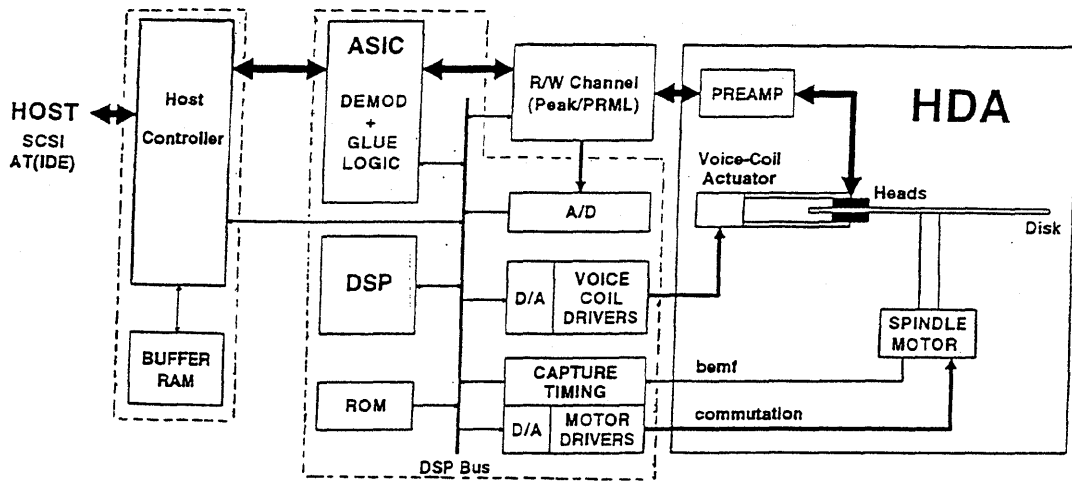 HOST
SCSI
AT(IDE)
Host
Controller
BUFFER
RAM
ASIC
DEMOD
+
GLUE
LOGIC
DSP
ROM
DSP Bus
R/W Channel
(Peak/PRML)
A/D
D/A
VOICE
COIL
DRIVERS
CAPTURE
TIMING
D/A
MOTOR
DRIVERS
bemf
commutation
PREAMP
HDA
Voice-Coil
Actuator
Heads
Disk
SPINDLE
MOTOR